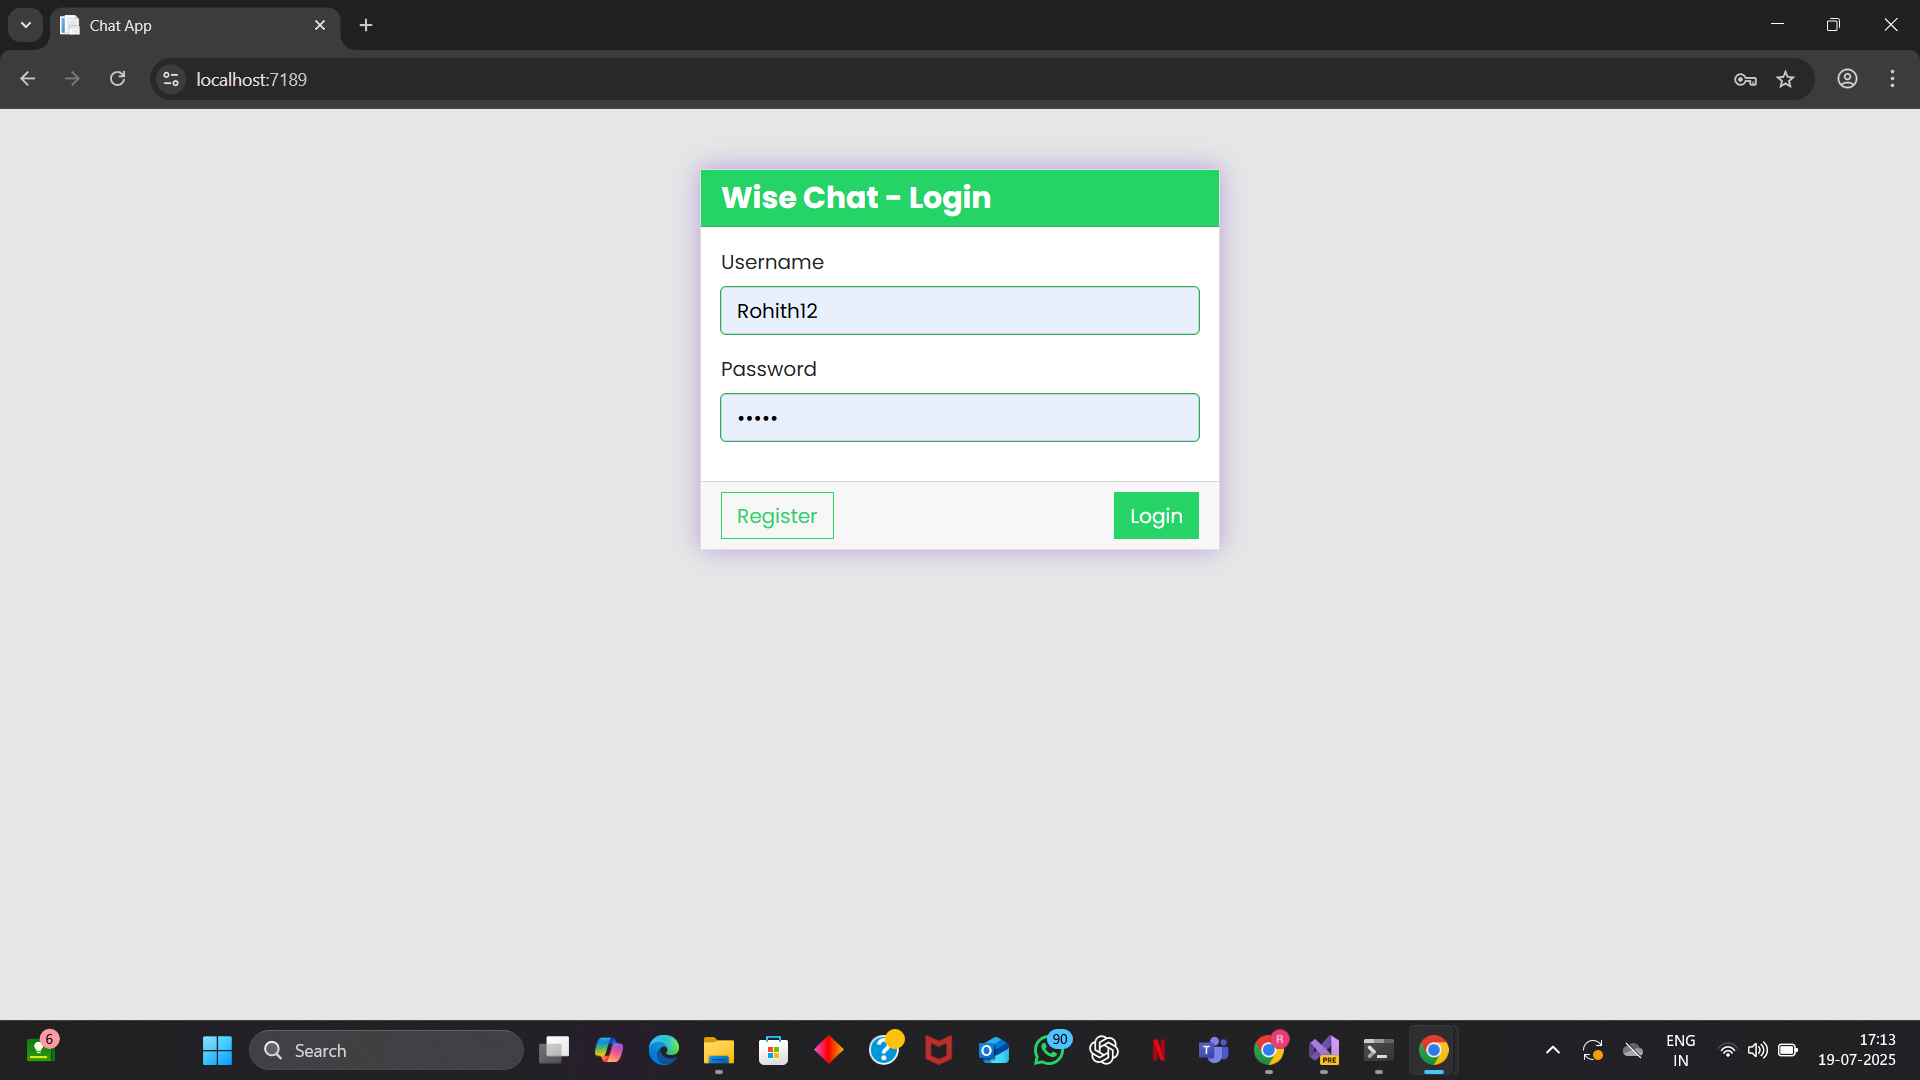 Chat App
localhost:7189
Wise Chat - Login
Username
Rohith12
Password
•••••
Register
Login
6
Search
90
R
PRE
ENG
IN
17:13
19-07-2025